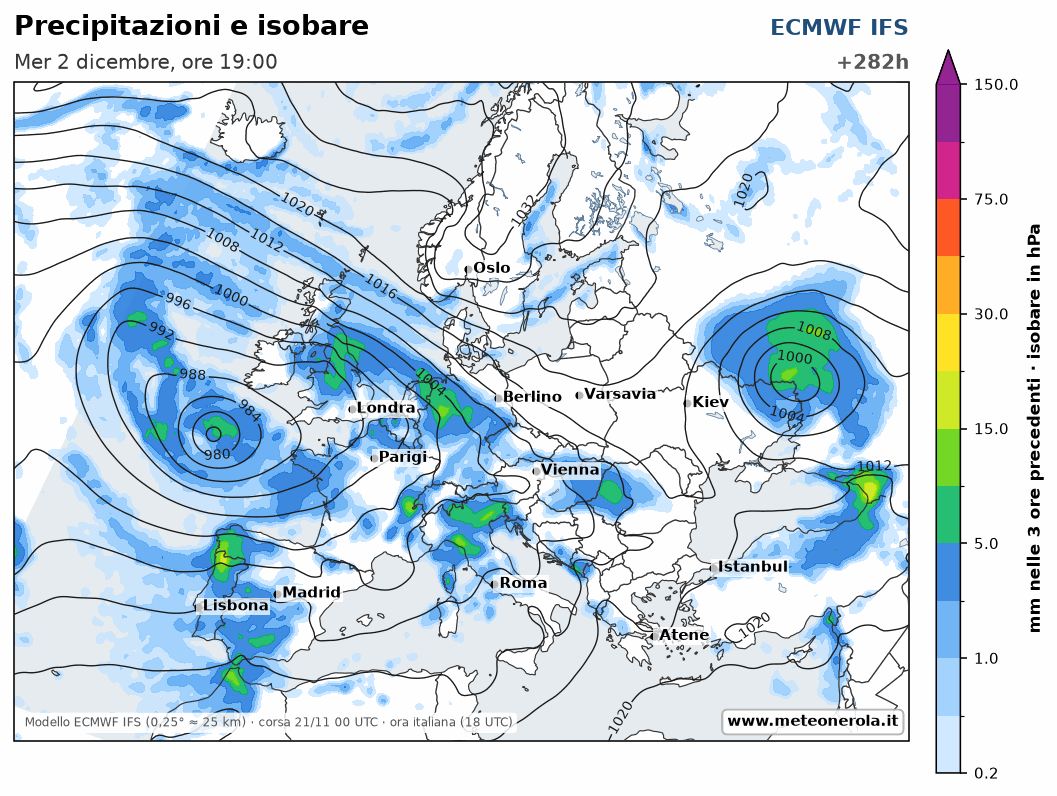 Precipitazioni e isobare
ECMWF IFS
Mer 2 dicembre, ore 19:00
+282h
150.0
75.0
30.0
15.0
5.0
1.0
0.2
mm nelle 3 ore precedenti · isobare in hPa
1020
1020
1032
1008
1012
1016
1000
996
992
988
984
980
1004
1008
1000
1004
1012
1020
1020
Oslo
Berlino
Varsavia
Kiev
Londra
Parigi
Vienna
Istanbul
Roma
Madrid
Lisbona
Atene
Modello ECMWF IFS (0,25° ≈ 25 km) · corsa 21/11 00 UTC · ora italiana (18 UTC)
www.meteonerola.it